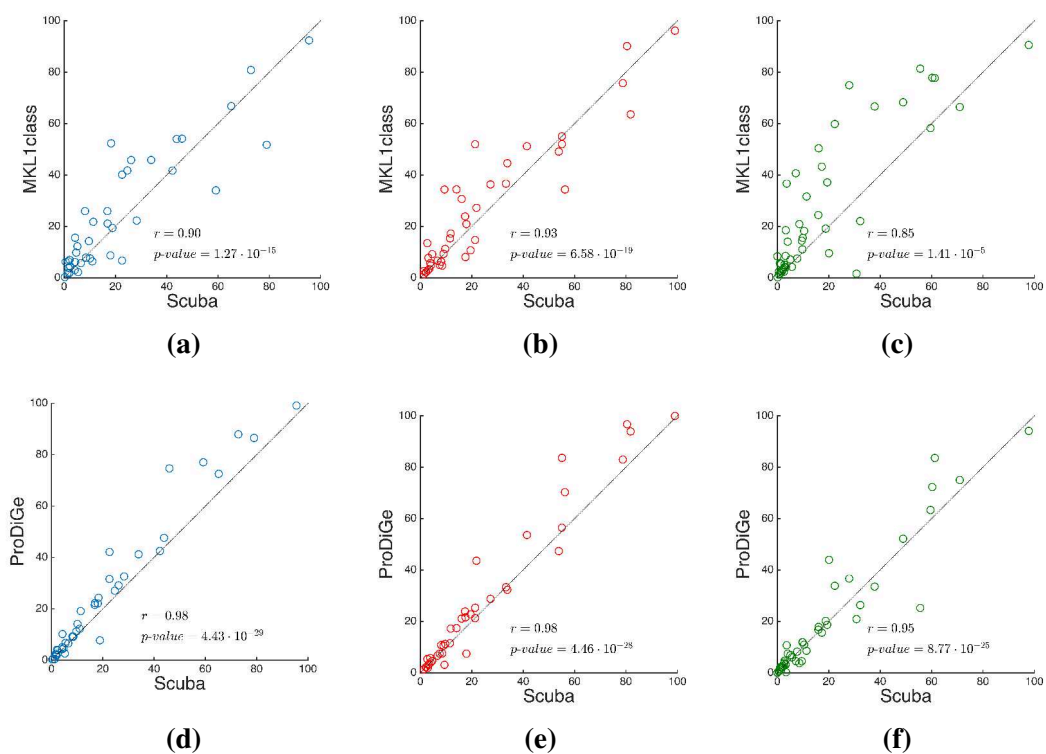 100
80
60
40
20
0
MKL1class
r = 0.90
p-value = 1.27 · 10⁻¹⁵
0 20 40 60 80 100
Scuba
(a)
100
80
60
40
20
0
MKL1class
r = 0.93
p-value = 6.58 · 10⁻¹⁹
0 20 40 60 80 100
Scuba
(b)
100
80
60
40
20
0
MKL1class
r = 0.85
p-value = 1.41 · 10⁻⁵
0 20 40 60 80 100
Scuba
(c)
100
80
60
40
20
0
ProDiGe
r = 0.98
p-value = 4.43 · 10⁻²⁹
0 20 40 60 80 100
Scuba
(d)
100
80
60
40
20
0
ProDiGe
r = 0.98
p-value = 4.46 · 10⁻²⁸
0 20 40 60 80 100
Scuba
(e)
100
80
60
40
20
0
ProDiGe
r = 0.95
p-value = 8.77 · 10⁻²⁵
0 20 40 60 80 100
Scuba
(f)